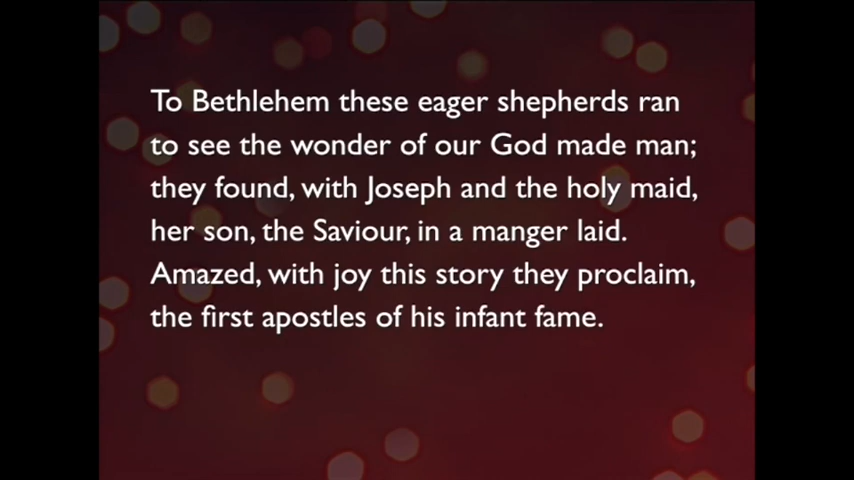 To Bethlehem these eager shepherds ran
to see the wonder of our God made man;
they found, with Joseph and the holy maid,
her son, the Saviour, in a manger laid.
Amazed, with joy this story they proclaim,
the first apostles of his infant fame.